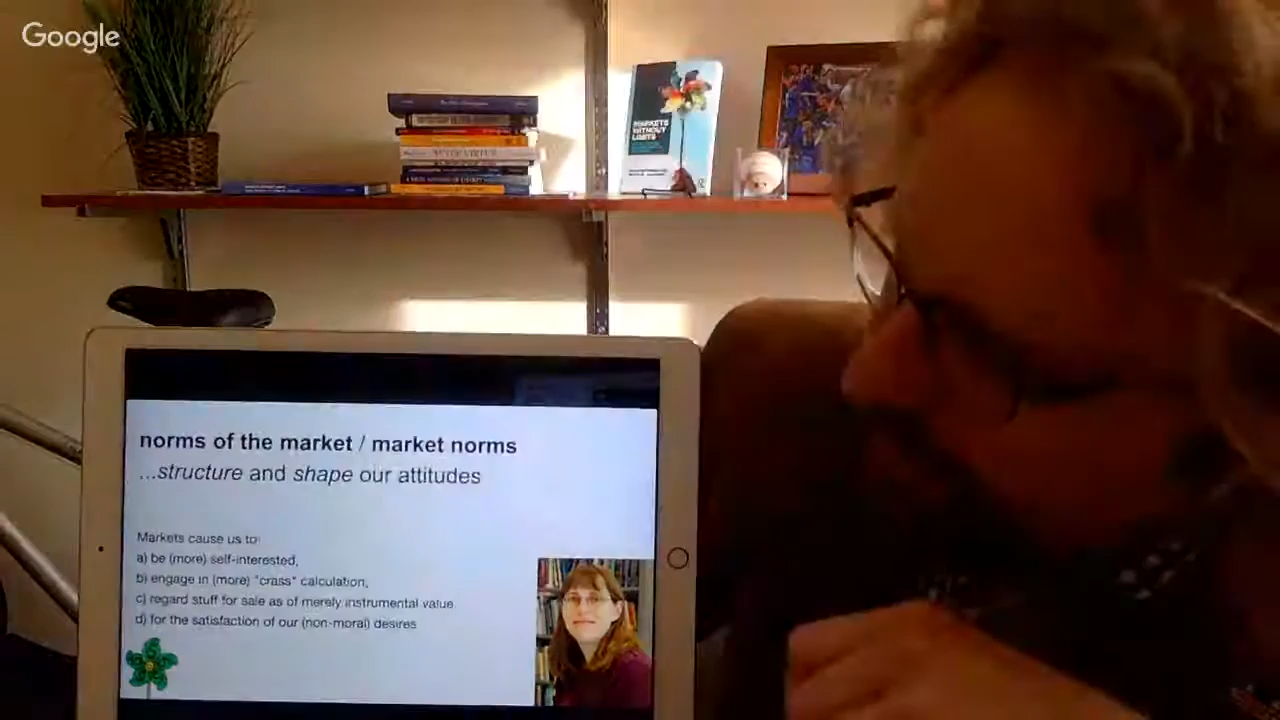 Google
MARKETS
WITHOUT
LIMITS
norms of the market / market norms
...structure and shape our attitudes
Markets cause us to:
a) be (more) self-interested,
b) engage in (more) "crass" calculation,
c) regard stuff for sale as of merely instrumental value
d) for the satisfaction of our (non-moral) desires